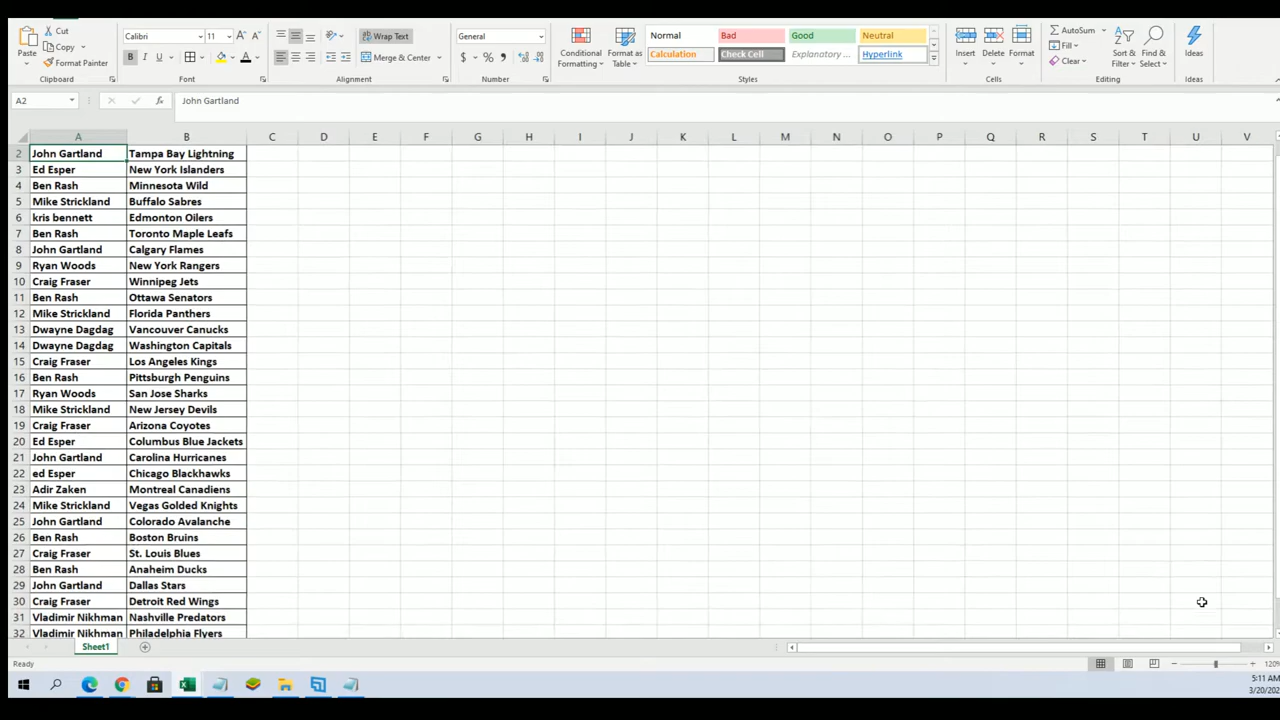 Cut
Copy
Format Painter
Paste
Clipboard
Calibri 11
B I U
Font
Wrap Text
Merge & Center
Alignment
General
$ % ,
Number
Conditional Formatting
Format as Table
Normal Bad Good Neutral
Calculation Check Cell Explanatory ... Hyperlink
Styles
Insert Delete Format
Cells
AutoSum
Fill
Clear
Sort & Filter
Find & Select
Editing
Ideas
Ideas
A2 fx John Gartland
A B C D E F G H I J K L M N O P Q R S T U V
2 John Gartland Tampa Bay Lightning
3 Ed Esper New York Islanders
4 Ben Rash Minnesota Wild
5 Mike Strickland Buffalo Sabres
6 kris bennett Edmonton Oilers
7 Ben Rash Toronto Maple Leafs
8 John Gartland Calgary Flames
9 Ryan Woods New York Rangers
10 Craig Fraser Winnipeg Jets
11 Ben Rash Ottawa Senators
12 Mike Strickland Florida Panthers
13 Dwayne Dagdag Vancouver Canucks
14 Dwayne Dagdag Washington Capitals
15 Craig Fraser Los Angeles Kings
16 Ben Rash Pittsburgh Penguins
17 Ryan Woods San Jose Sharks
18 Mike Strickland New Jersey Devils
19 Craig Fraser Arizona Coyotes
20 Ed Esper Columbus Blue Jackets
21 John Gartland Carolina Hurricanes
22 ed Esper Chicago Blackhawks
23 Adir Zaken Montreal Canadiens
24 Mike Strickland Vegas Golded Knights
25 John Gartland Colorado Avalanche
26 Ben Rash Boston Bruins
27 Craig Fraser St. Louis Blues
28 Ben Rash Anaheim Ducks
29 John Gartland Dallas Stars
30 Craig Fraser Detroit Red Wings
31 Vladimir Nikhman Nashville Predators
32 Vladimir Nikhman Philadelphia Flyers
Sheet1
Ready
120%
5:11 AM
3/20/202